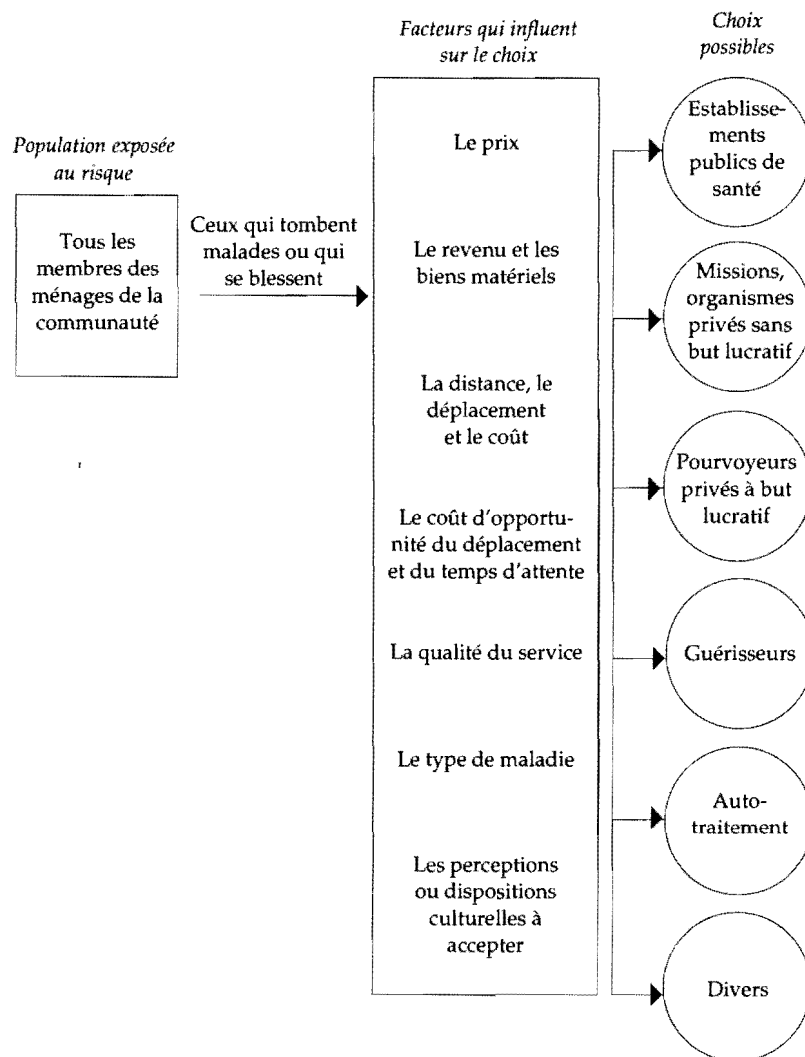 Population exposée
au risque
Tous les
membres des
ménages de la
communauté
Ceux qui tombent
malades ou qui
se blessent
Facteurs qui influent
sur le choix
Le prix
Le revenu et les
biens matériels
La distance, le
déplacement
et le coût
Le coût d'opportu-
nité du déplacement
et du temps d'attente
La qualité du service
Le type de maladie
Les perceptions
ou dispositions
culturelles à
accepter
Choix
possibles
Établisse-
ments
publics de
santé
Missions,
organismes
privés sans
but lucratif
Pourvoyeurs
privés à but
lucratif
Guérisseurs
Auto-
traitement
Divers